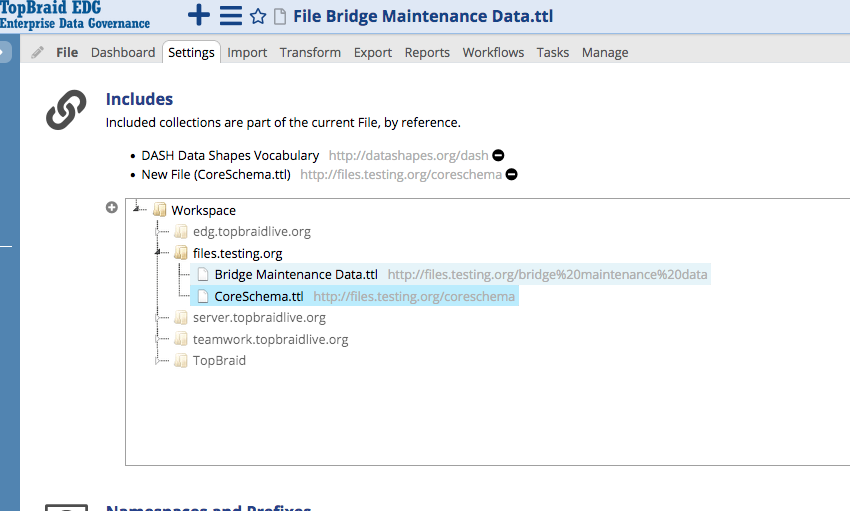 TopBraid EDG
Enterprise Data Governance
File Bridge Maintenance Data.ttl
File Dashboard Settings Import Transform Export Reports Workflows Tasks Manage
Includes
Included collections are part of the current File, by reference.
• DASH Data Shapes Vocabulary http://datashapes.org/dash
• New File (CoreSchema.ttl) http://files.testing.org/coreschema
Workspace
edg.topbraidlive.org
files.testing.org
Bridge Maintenance Data.ttl http://files.testing.org/bridge%20maintenance%20data
CoreSchema.ttl http://files.testing.org/coreschema
server.topbraidlive.org
teamwork.topbraidlive.org
TopBraid
Namespaces and Prefixes